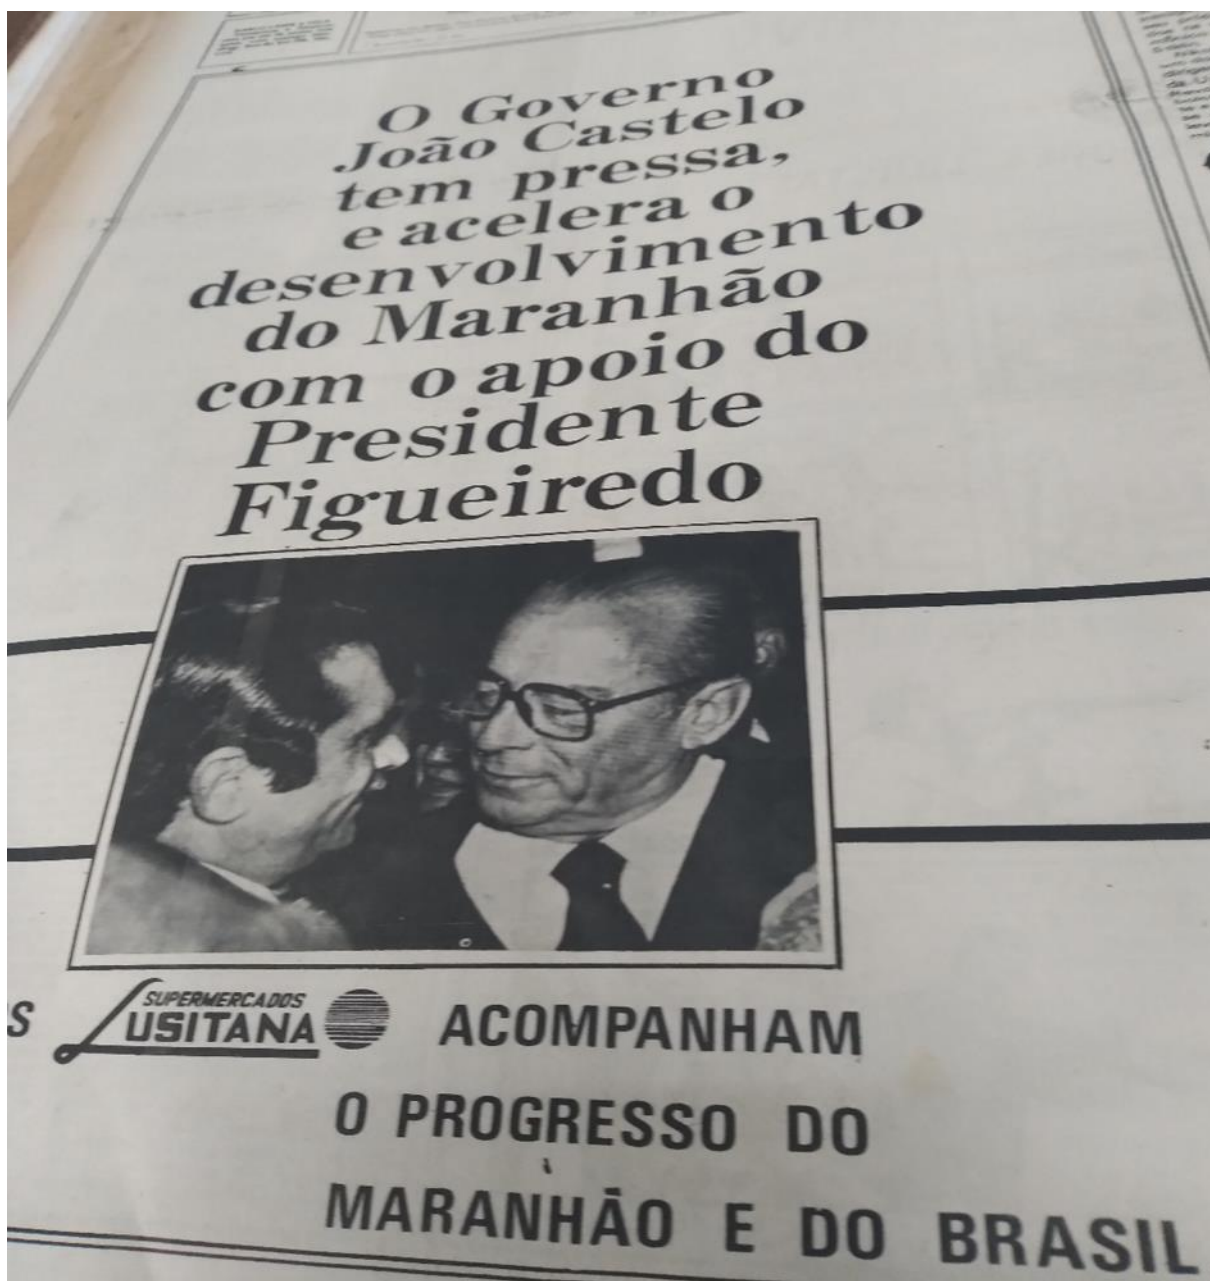 O Governo
João Castelo
tem pressa,
e acelera o
desenvolvimento
do Maranhão
com o apoio do
Presidente
Figueiredo
S SUPERMERCADOS LUSITANA ACOMPANHAM
O PROGRESSO DO
MARANHÃO E DO BRASIL